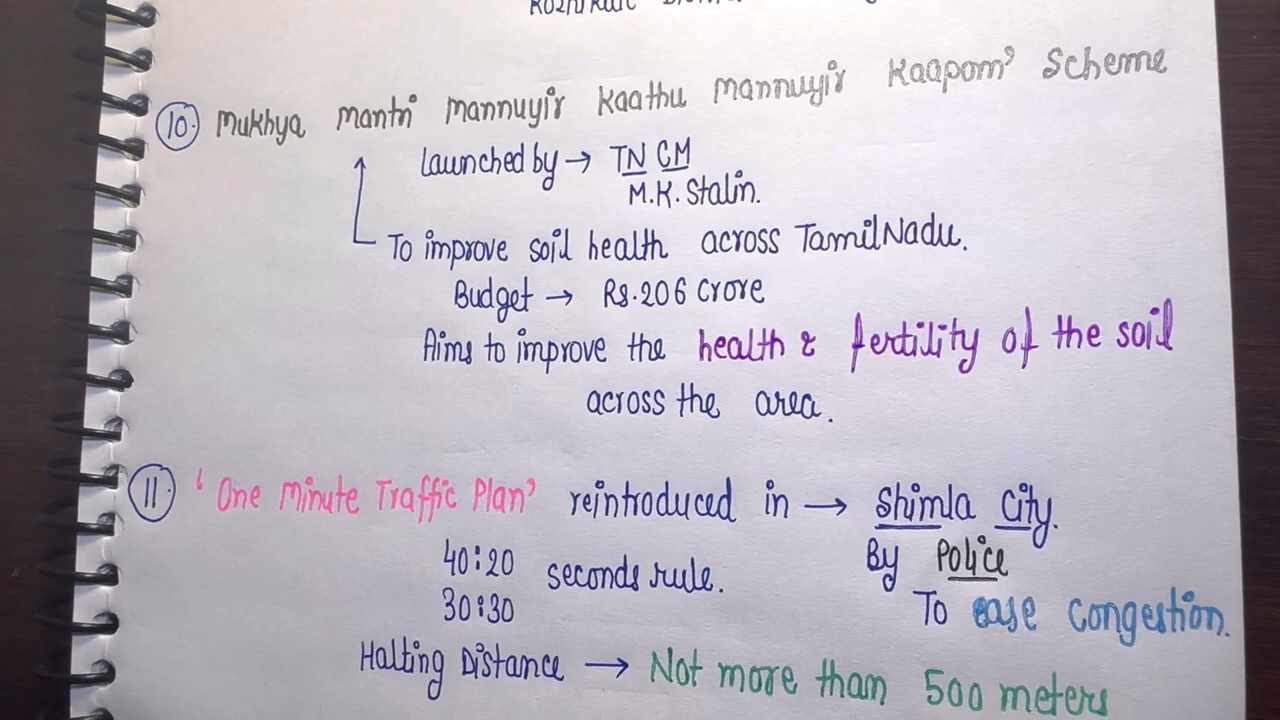 10. Mukhya Mantri Mannuyir Kaathu Mannuyir Kaapom' Scheme
Launched by → TN CM
M.K. Stalin.
To improve soil health across TamilNadu.
Budget → Rs. 206 crore
Aims to improve the health & fertility of the soil
across the area.
11. 'One Minute Traffic Plan' reintroduced in → Shimla City.
By Police
40:20
30:30 seconds rule.
To ease congestion.
Halting Distance → Not more than 500 meters